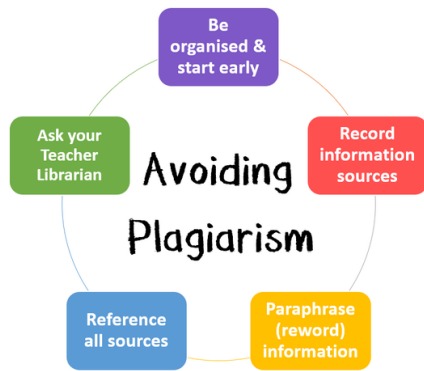 Be
organised &
start early
Record
information
sources
Paraphrase
(reword)
information
Reference
all sources
Ask your
Teacher
Librarian
Avoiding
Plagiarism